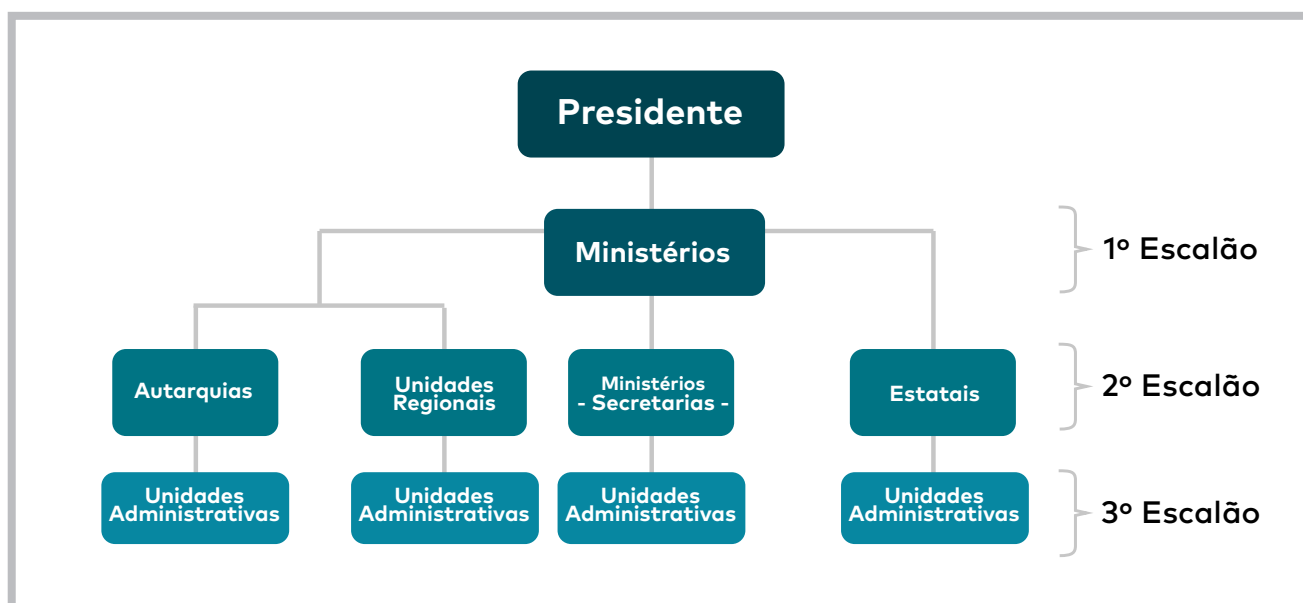 Presidente
Ministérios
1º Escalão
Autarquias
Unidades
Regionais
Ministérios
- Secretarias -
Estatais
2º Escalão
Unidades
Administrativas
Unidades
Administrativas
Unidades
Administrativas
Unidades
Administrativas
3º Escalão